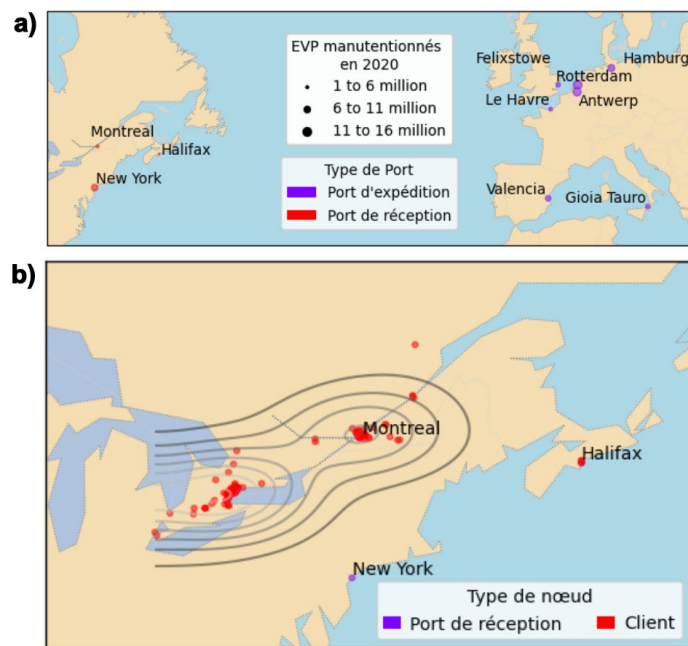 a)
EVP manutentionnés
en 2020
1 to 6 million
6 to 11 million
11 to 16 million
Type de Port
Port d'expédition
Port de réception
Montreal
Halifax
New York
Felixstowe
Hamburg
Rotterdam
Le Havre
Antwerp
Valencia
Gioia Tauro
b)
Montreal
Halifax
New York
Type de nœud
Port de réception
Client